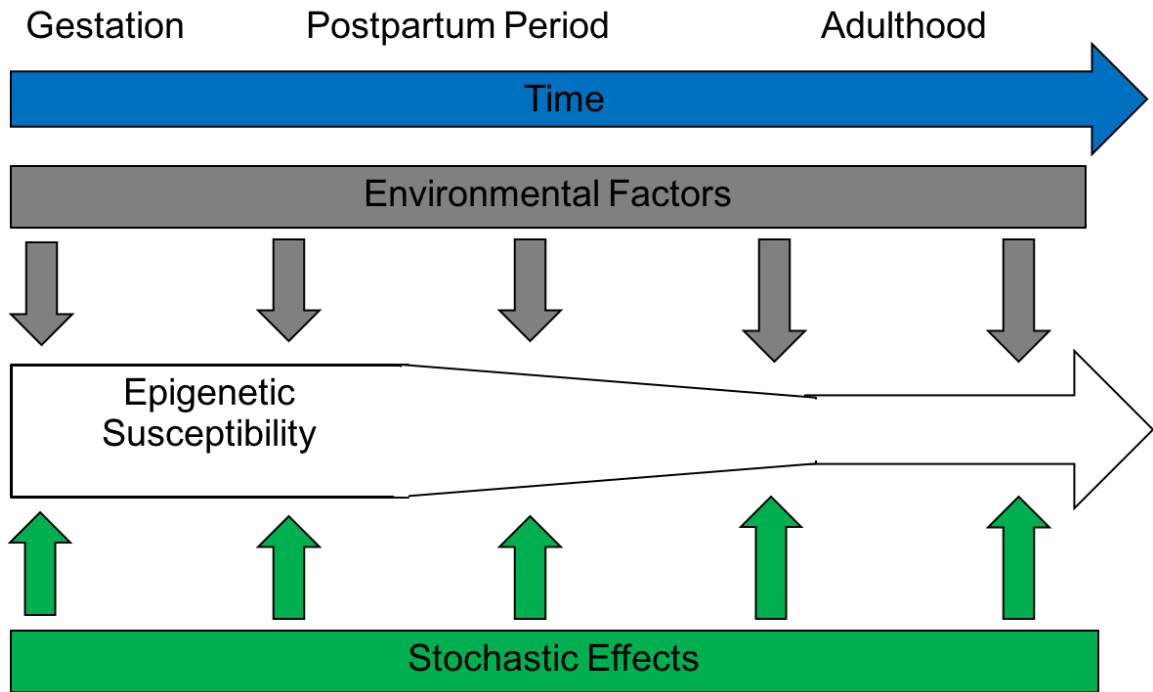 Gestation Postpartum Period Adulthood
Time
Environmental Factors
Epigenetic
Susceptibility
Stochastic Effects